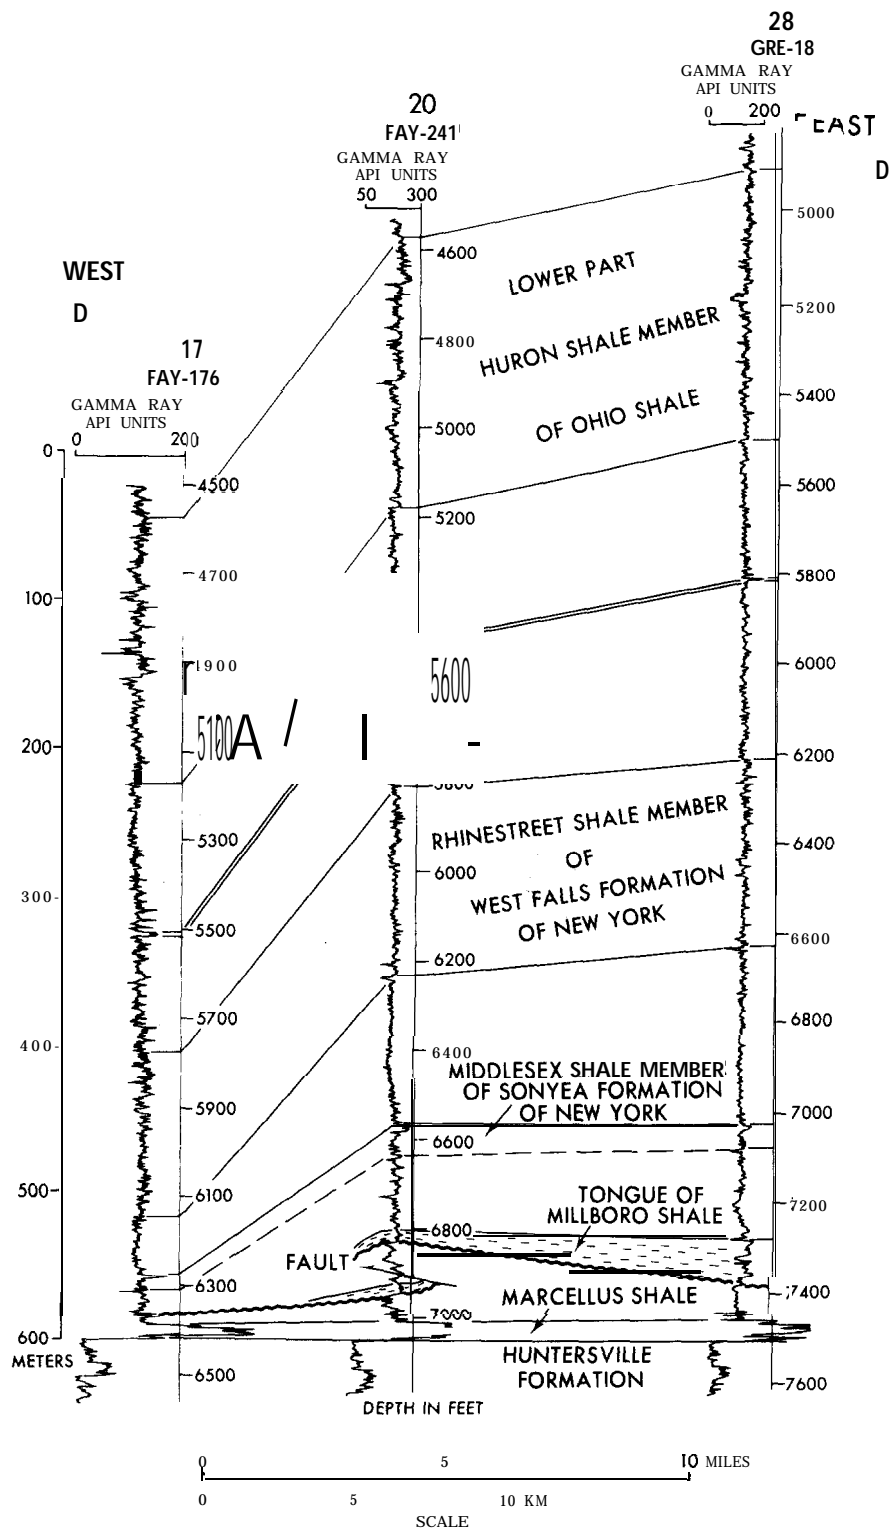 28
GRE-18
GAMMA RAY
API UNITS
0 200
EAST
D
20
FAY-241
GAMMA RAY
API UNITS
50 300
WEST
D
17
FAY-176
GAMMA RAY
API UNITS
0 200
0
100
200
300
400
500
600
METERS
4500
4700
1900
5100
5300
5500
5700
5900
6100
6300
6500
A / I -
4600
4800
5000
5200
5600
5800
6000
6200
6400
6600
6800
DEPTH IN FEET
5000
5200
5400
5600
5800
6000
6200
6400
6600
6800
7000
7200
7400
7600
LOWER PART
HURON SHALE MEMBER
OF OHIO SHALE
RHINESTREET SHALE MEMBER
OF
WEST FALLS FORMATION
OF NEW YORK
MIDDLESEX SHALE MEMBER
OF SONYEA FORMATION
OF NEW YORK
TONGUE OF
MILLBORO SHALE
FAULT
MARCELLUS SHALE
HUNTERSVILLE
FORMATION
0 5 10 MILES
0 5 10 KM
SCALE